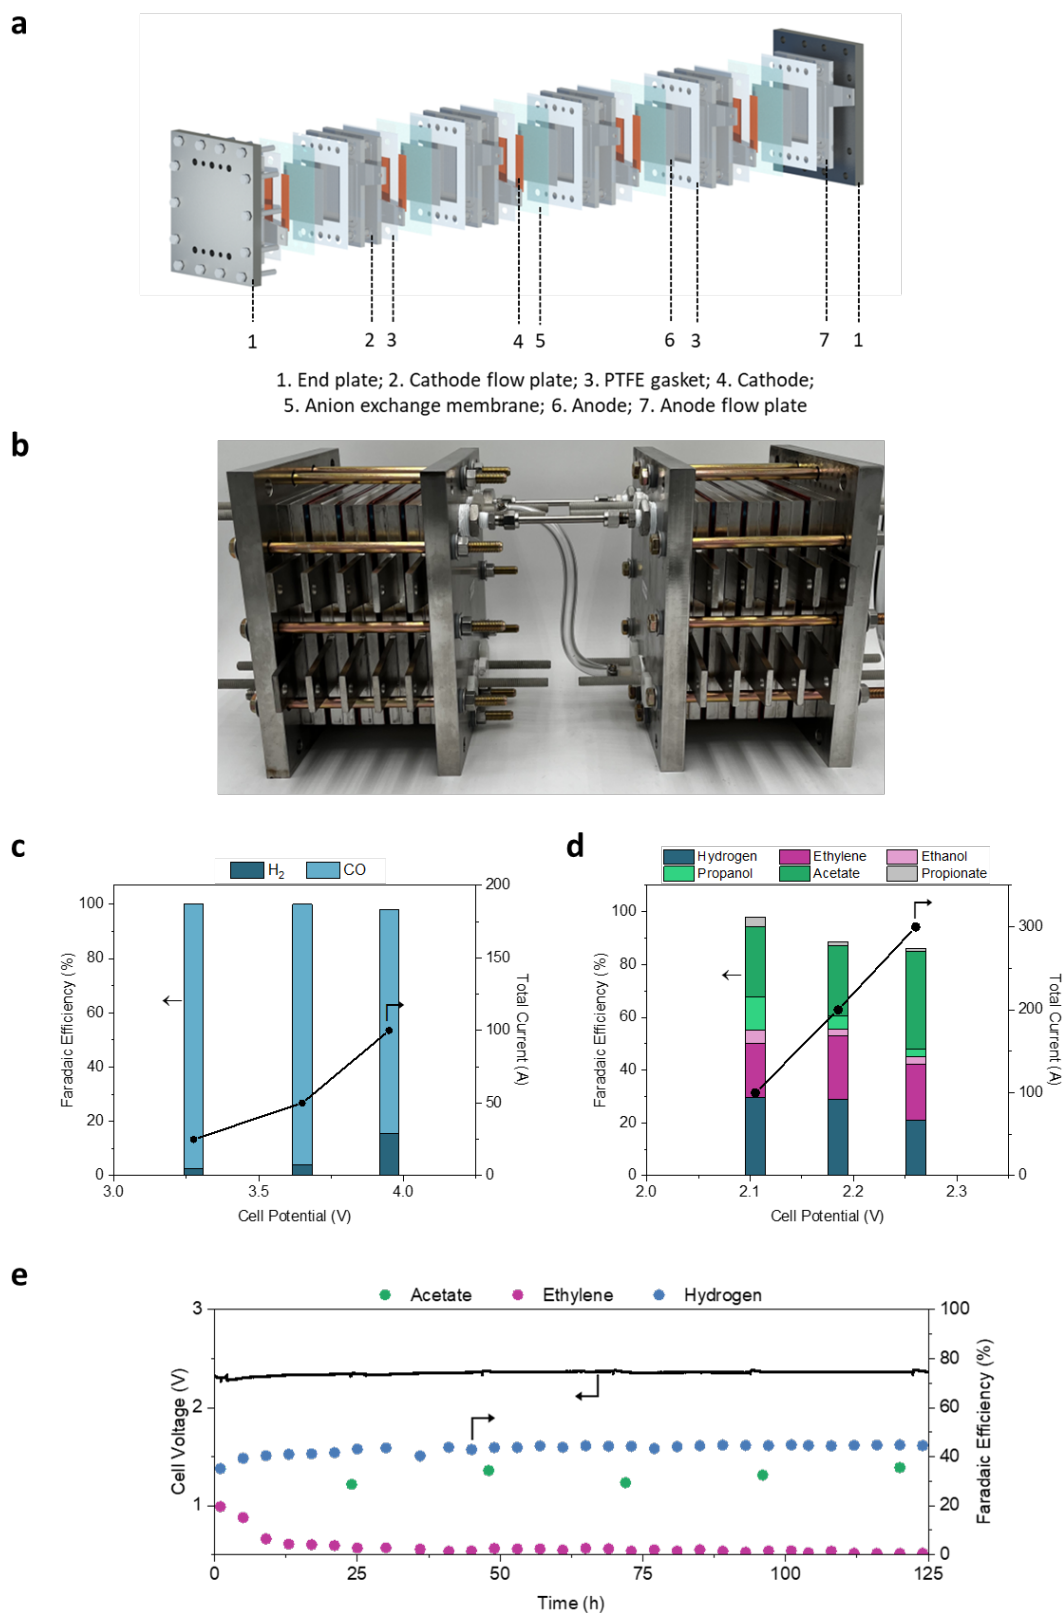 a
1 2 3 4 5 6 3 7 1
1. End plate; 2. Cathode flow plate; 3. PTFE gasket; 4. Cathode;
5. Anion exchange membrane; 6. Anode; 7. Anode flow plate
b
c
H2 CO
Faradaic Efficiency (%)
100
80
60
40
20
0
200
150
100
50
0
Total Current (A)
3.0 3.5 4.0
Cell Potential (V)
d
Hydrogen Ethylene Ethanol
Propanol Acetate Propionate
Faradaic Efficiency (%)
100
80
60
40
20
0
300
200
100
0
Total Current (A)
2.0 2.1 2.2 2.3
Cell Potential (V)
e
Acetate Ethylene Hydrogen
Cell Voltage (V)
3
2
1
100
80
60
40
20
0
Faradaic Efficiency (%)
0 25 50 75 100 125
Time (h)